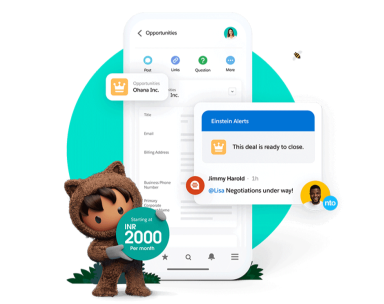 Opportunities
Post
Links
Question
More
Opportunities
Ohana Inc.
Inc.
Title
Email
Billing Address
Business Phone
Number
Primary
Corporate
Einstein Alerts
This deal is ready to close.
Jimmy Harold · 1h
@Lisa Negotiations under way!
nto
Starting at
INR
2000
Per month